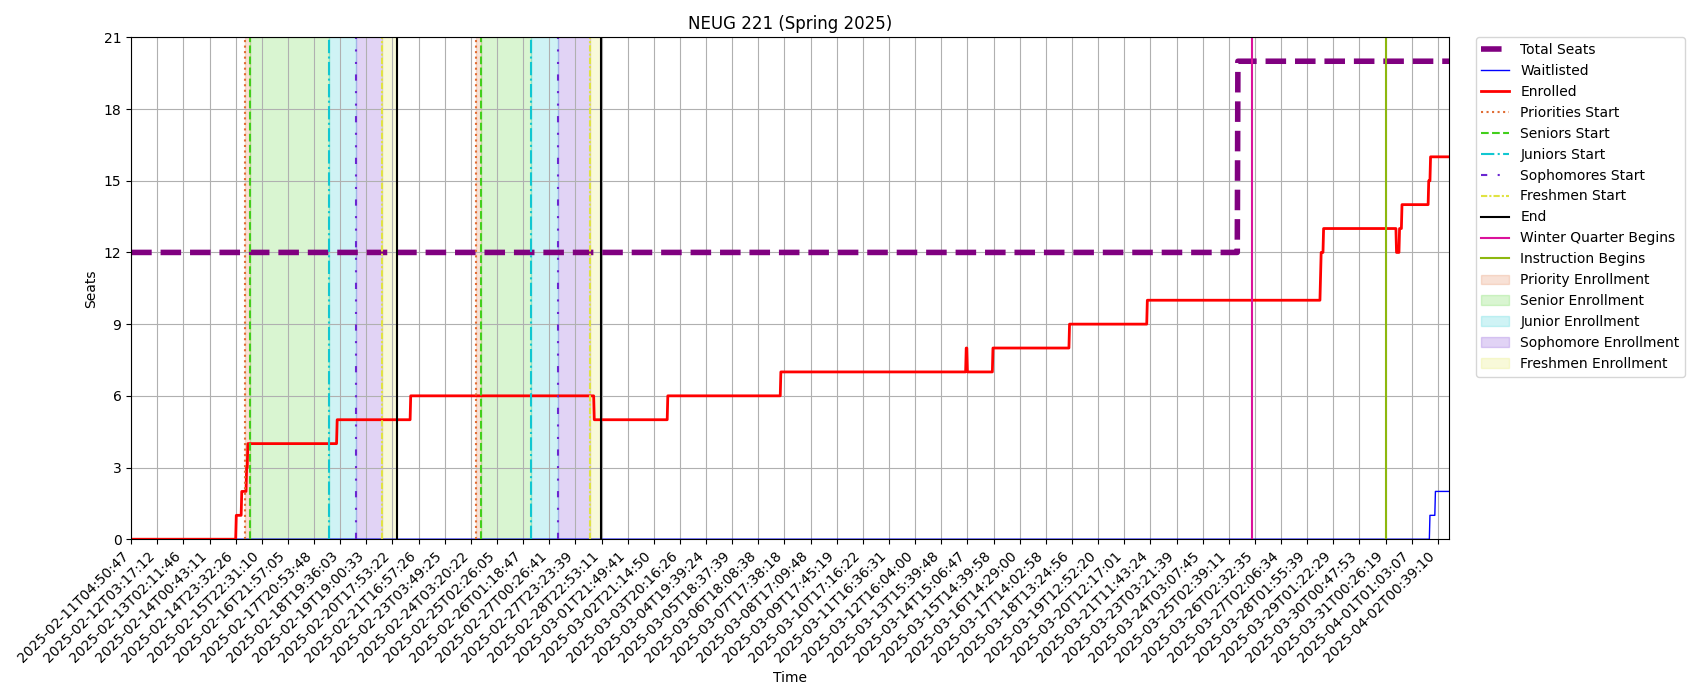 NEUG 221 (Spring 2025)
21
18
15
12
9
6
3
0
Seats
2025-02-11T04:50:47
2025-02-12T03:17:12
2025-02-13T02:11:46
2025-02-14T00:43:11
2025-02-14T23:32:26
2025-02-15T22:31:10
2025-02-16T21:57:05
2025-02-17T20:53:48
2025-02-18T19:36:03
2025-02-19T19:00:33
2025-02-20T17:53:22
2025-02-21T16:57:26
2025-02-24T03:49:25
2025-02-24T03:20:22
2025-02-25T02:26:05
2025-02-26T01:18:47
2025-02-27T00:26:41
2025-02-27T23:23:39
2025-02-28T22:53:11
2025-03-01T21:49:41
2025-03-02T21:14:50
2025-03-03T20:16:26
2025-03-04T19:39:24
2025-03-05T18:37:39
2025-03-06T18:08:38
2025-03-07T17:38:18
2025-03-08T17:09:48
2025-03-09T17:45:19
2025-03-10T17:16:22
2025-03-11T16:36:31
2025-03-12T16:04:00
2025-03-13T15:39:48
2025-03-14T15:06:47
2025-03-15T14:39:58
2025-03-16T14:29:00
2025-03-17T14:02:58
2025-03-18T13:24:56
2025-03-19T12:52:20
2025-03-20T12:17:01
2025-03-21T11:43:24
2025-03-23T03:21:39
2025-03-24T03:07:45
2025-03-25T02:39:11
2025-03-26T02:32:35
2025-03-27T02:06:34
2025-03-28T01:55:39
2025-03-29T01:22:29
2025-03-30T00:47:53
2025-03-31T00:26:19
2025-04-01T01:03:07
2025-04-02T00:39:10
Time
Total Seats
Waitlisted
Enrolled
Priorities Start
Seniors Start
Juniors Start
Sophomores Start
Freshmen Start
End
Winter Quarter Begins
Instruction Begins
Priority Enrollment
Senior Enrollment
Junior Enrollment
Sophomore Enrollment
Freshmen Enrollment